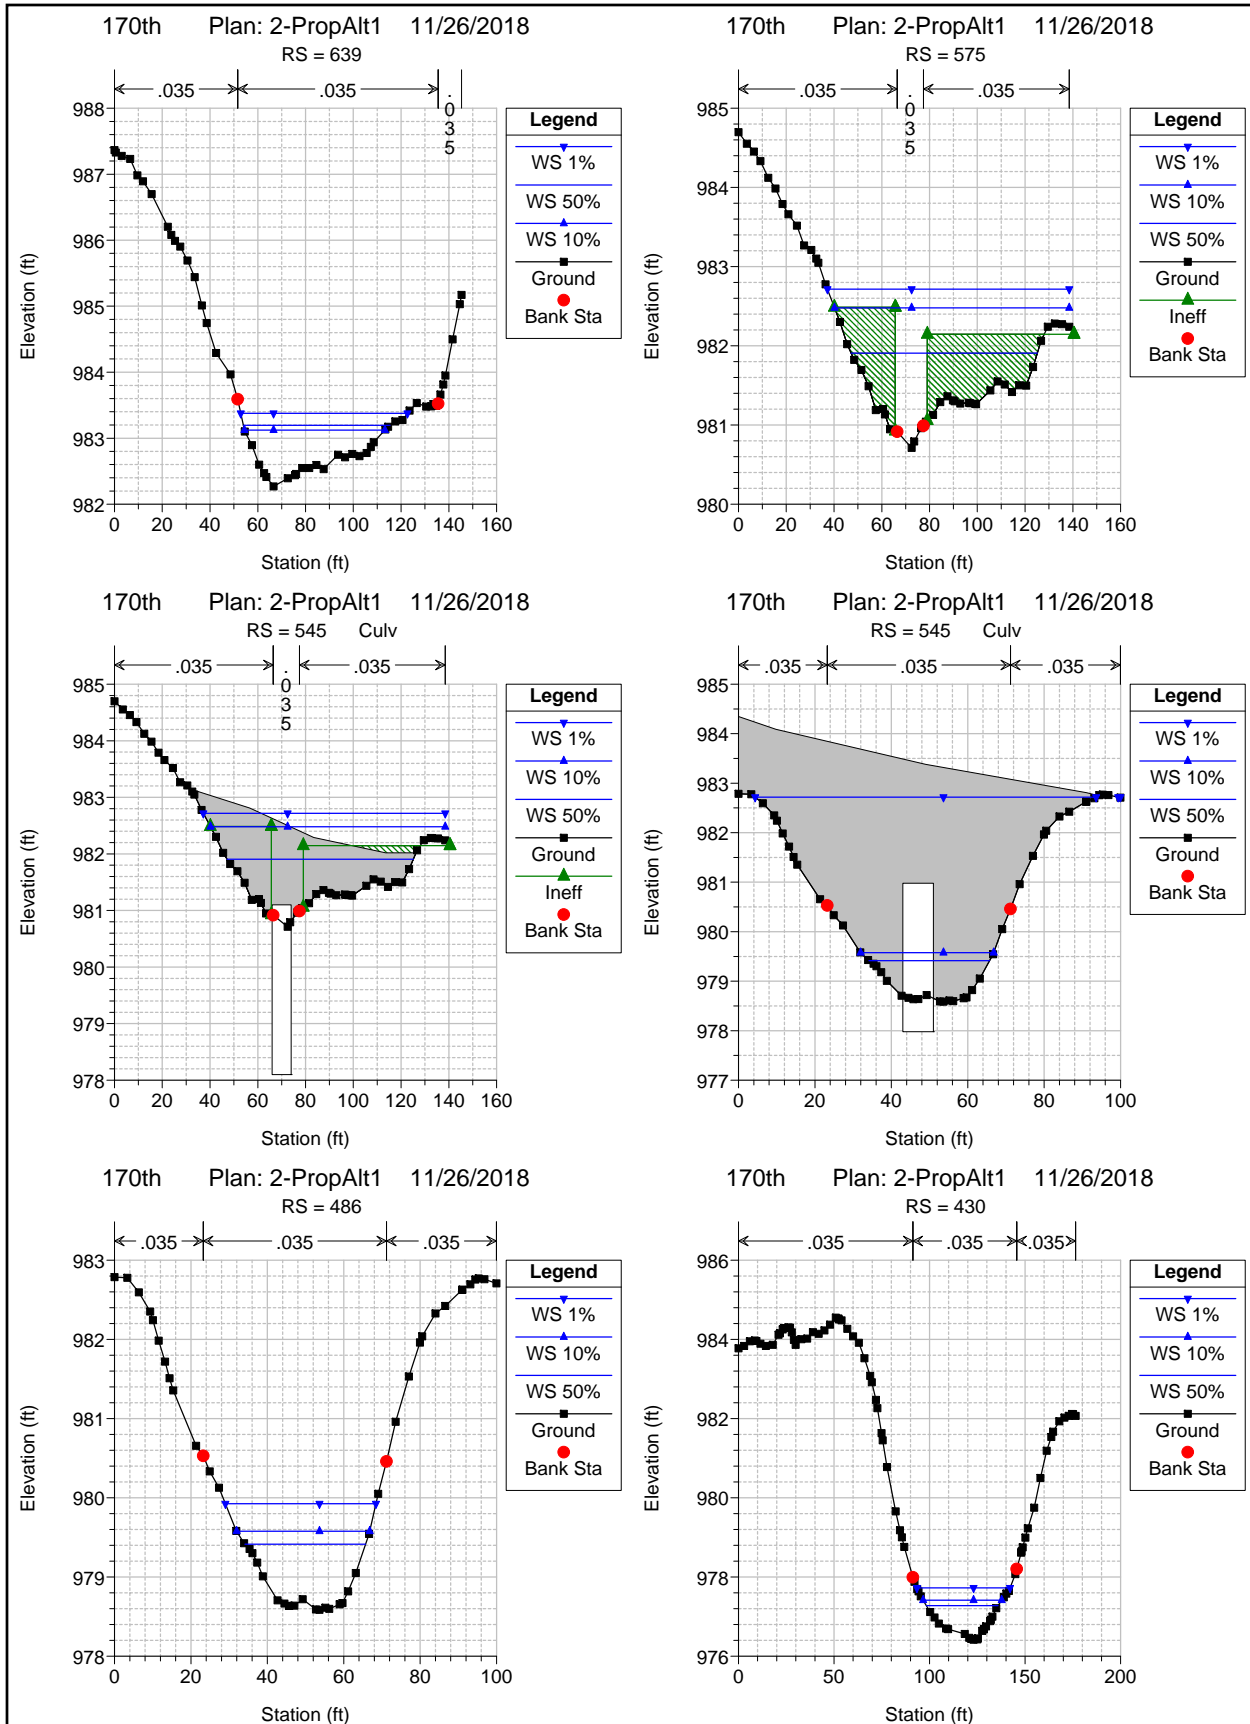 170th Plan: 2-PropAlt1 11/26/2018
RS = 639
.035 .035 .035
Elevation (ft)
988
987
986
985
984
983
982
0 20 40 60 80 100 120 140 160
Station (ft)
Legend
WS 1%
WS 50%
WS 10%
Ground
Bank Sta
170th Plan: 2-PropAlt1 11/26/2018
RS = 575
.035 .035 .035
Elevation (ft)
985
984
983
982
981
980
0 20 40 60 80 100 120 140 160
Station (ft)
Legend
WS 1%
WS 10%
WS 50%
Ground
Ineff
Bank Sta
170th Plan: 2-PropAlt1 11/26/2018
RS = 545 Culv
.035 .035 .035
Elevation (ft)
985
984
983
982
981
980
979
978
0 20 40 60 80 100 120 140 160
Station (ft)
Legend
WS 1%
WS 10%
WS 50%
Ground
Ineff
Bank Sta
170th Plan: 2-PropAlt1 11/26/2018
RS = 545 Culv
.035 .035 .035
Elevation (ft)
985
984
983
982
981
980
979
978
977
0 20 40 60 80 100
Station (ft)
Legend
WS 1%
WS 10%
WS 50%
Ground
Bank Sta
170th Plan: 2-PropAlt1 11/26/2018
RS = 486
.035 .035 .035
Elevation (ft)
983
982
981
980
979
978
0 20 40 60 80 100
Station (ft)
Legend
WS 1%
WS 10%
WS 50%
Ground
Bank Sta
170th Plan: 2-PropAlt1 11/26/2018
RS = 430
.035 .035 .035
Elevation (ft)
986
984
982
980
978
976
0 50 100 150 200
Station (ft)
Legend
WS 1%
WS 10%
WS 50%
Ground
Bank Sta